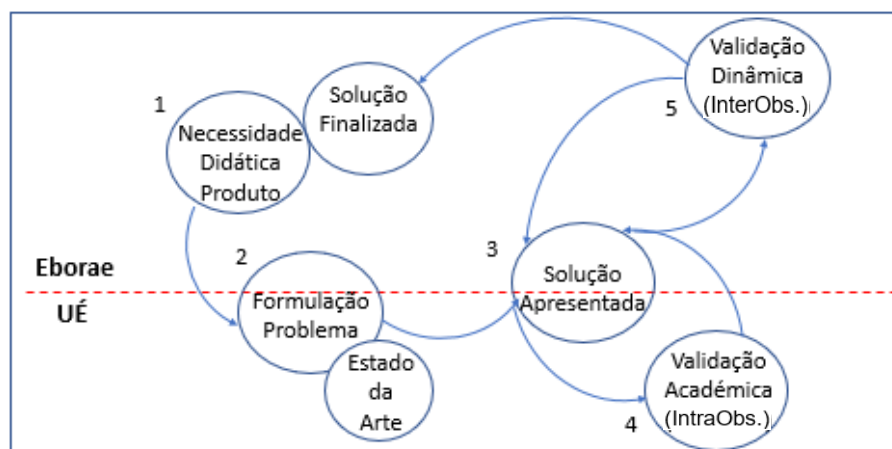 1
Necessidade
Didática
Produto
Solução
Finalizada
Validação
Dinâmica
(InterObs.)
5
Eborae
UÉ
2
Formulação
Problema
Estado
da
Arte
3
Solução
Apresentada
Validação
Académica
(IntraObs.)
4